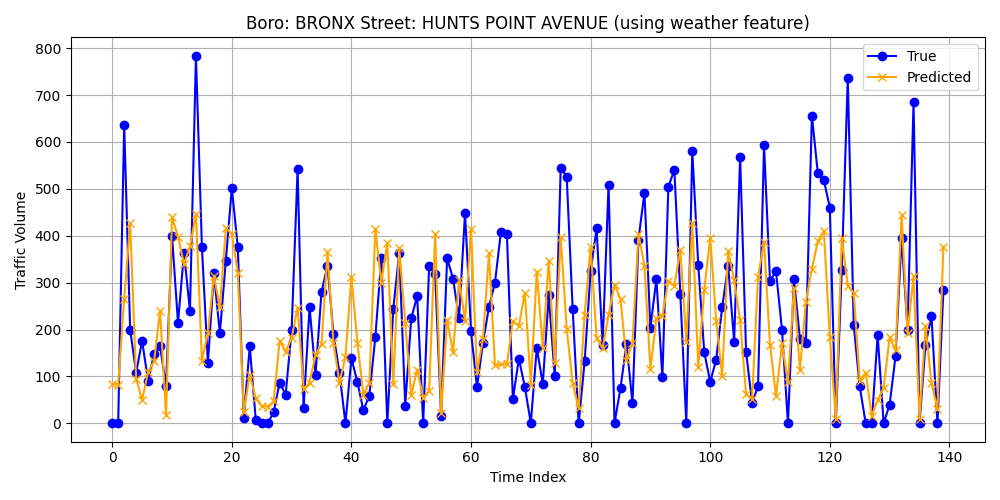 Boro: BRONX Street: HUNTS POINT AVENUE (using weather feature)
True
Predicted
Traffic Volume
800
700
600
500
400
300
200
100
0
0 20 40 60 80 100 120 140
Time Index